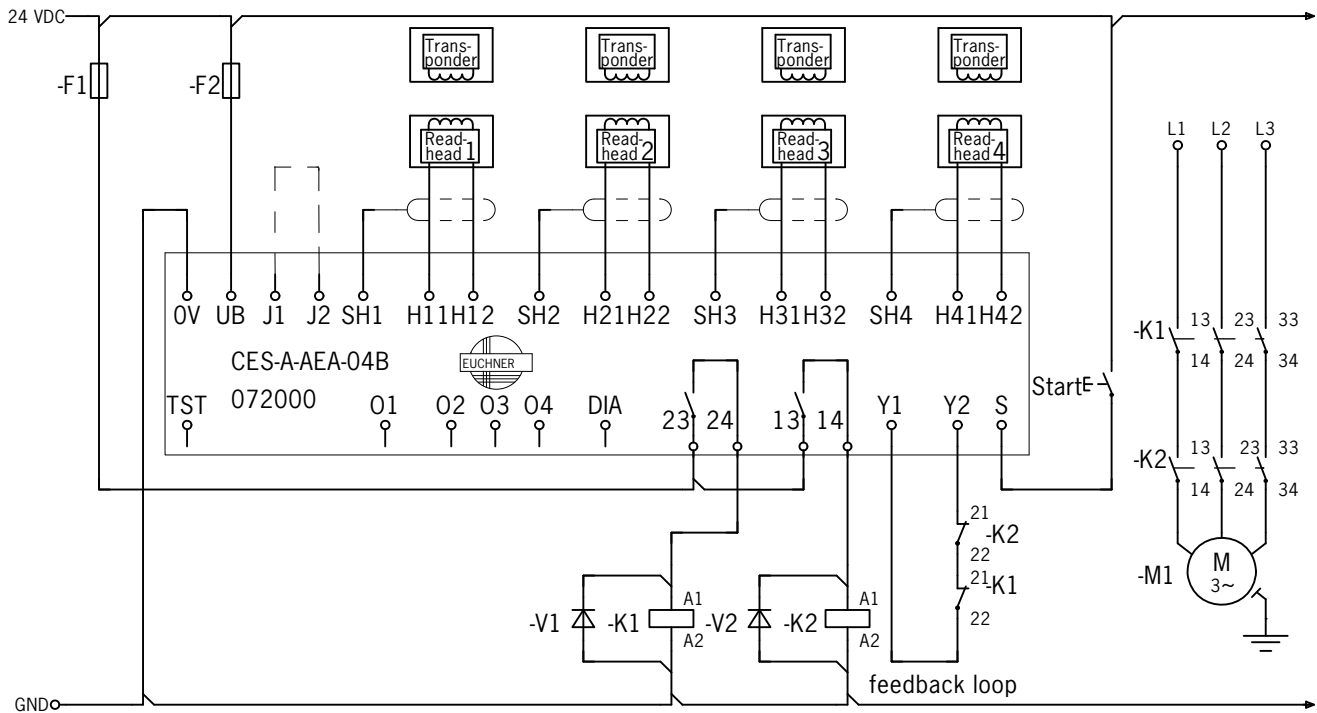 24 VDC
-F1
-F2
Trans-
ponder
Trans-
ponder
Trans-
ponder
Trans-
ponder
Read-
head 1
Read-
head 2
Read-
head 3
Read-
head 4
L1 L2 L3
0V UB J1 J2 SH1 H11 H12 SH2 H21 H22 SH3 H31 H32 SH4 H41 H42
CES-A-AEA-04B
072000
EUCHNER
TST O1 O2 O3 O4 DIA 23 24 13 14 Y1 Y2 S
Start
-K1 13 23 33
14 24 34
-K2 13 23 33
14 24 34
21
-K2
22
21
-K1
22
-M1
M
3~
-V1 -K1 A1
A2
-V2 -K2 A1
A2
feedback loop
GND